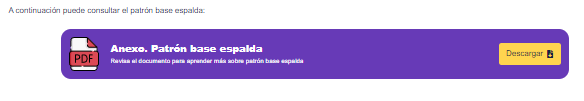 A continuación puede consultar el patrón base espalda:
PDF
Anexo. Patrón base espalda
Revise el documento para aprender más sobre patrón base espalda
Descargar